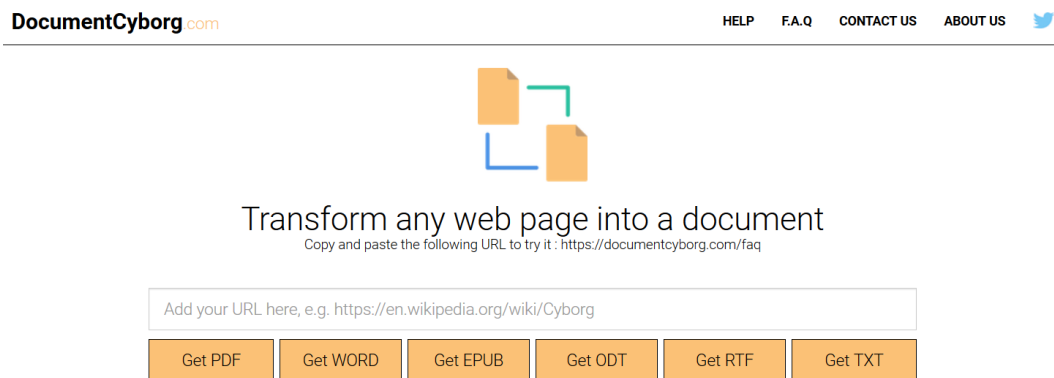 DocumentCyborg.com HELP F.A.Q CONTACT US ABOUT US
Transform any web page into a document
Copy and paste the following URL to try it : https://documentcyborg.com/faq
Add your URL here, e.g. https://en.wikipedia.org/wiki/Cyborg
Get PDF Get WORD Get EPUB Get ODT Get RTF Get TXT